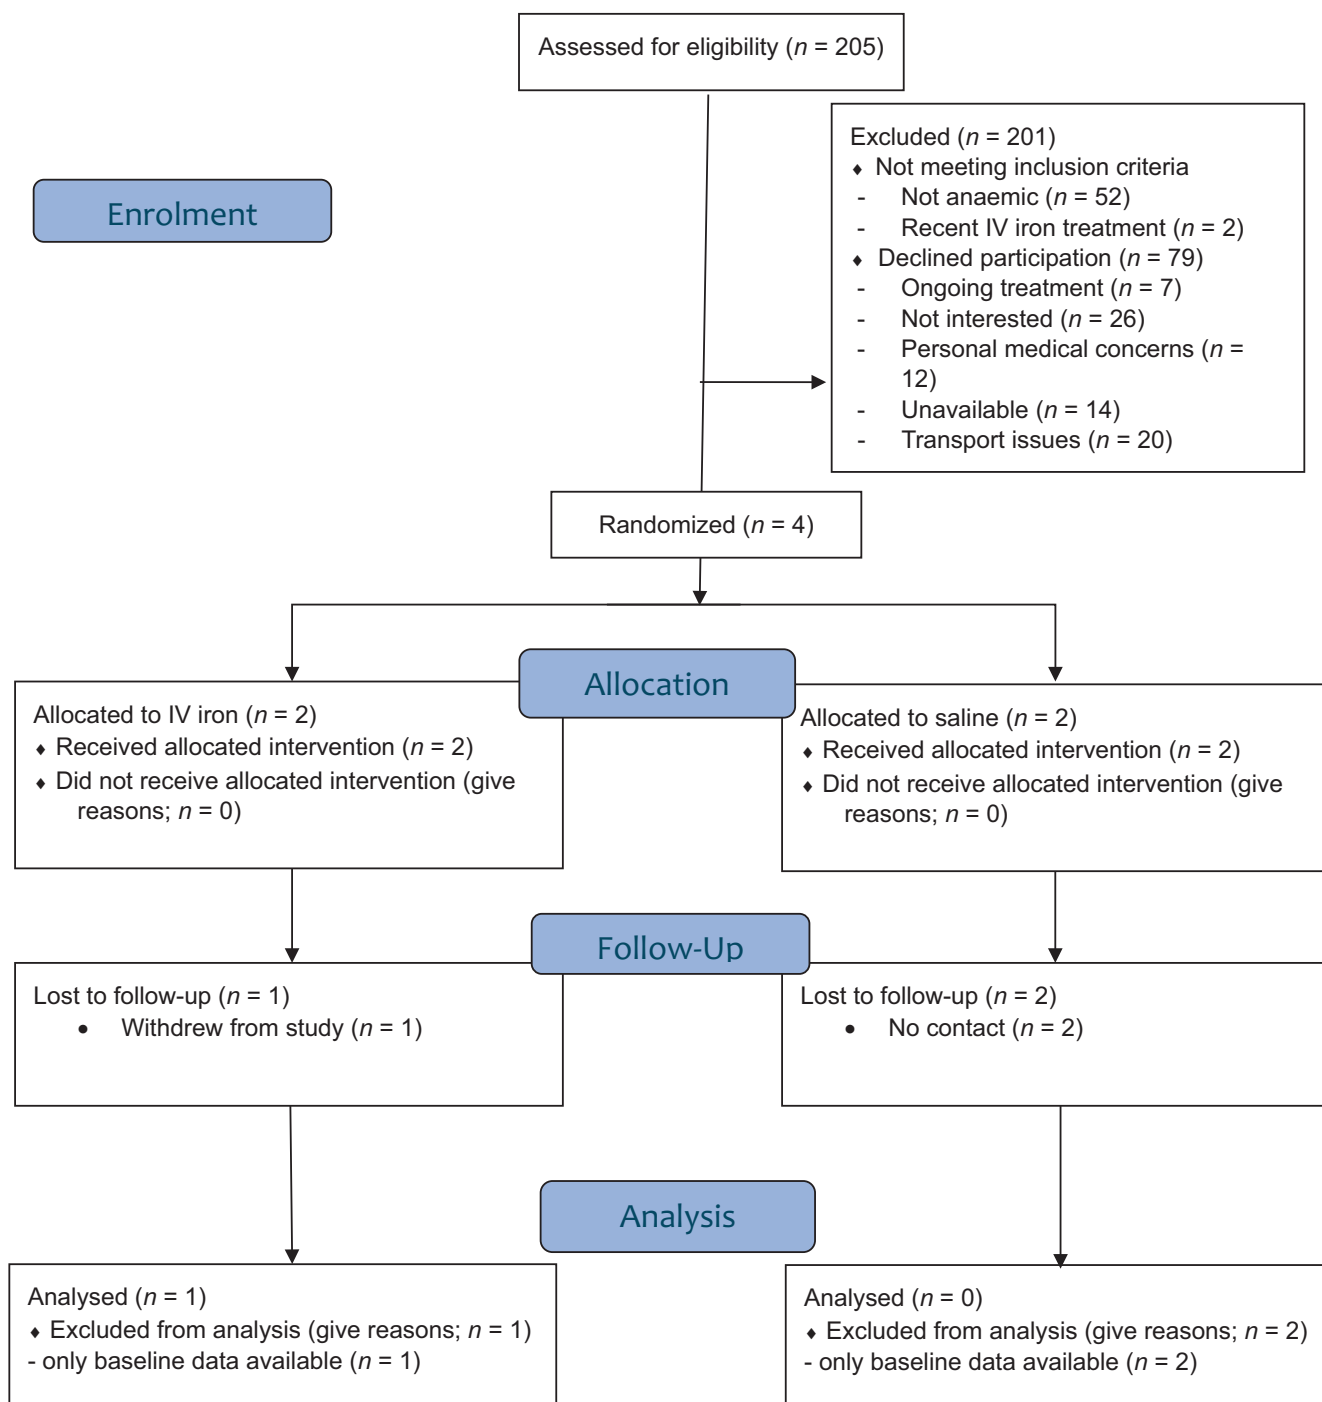 Assessed for eligibility (n = 205)
Excluded (n = 201)
♦ Not meeting inclusion criteria
- Not anaemic (n = 52)
- Recent IV iron treatment (n = 2)
♦ Declined participation (n = 79)
- Ongoing treatment (n = 7)
- Not interested (n = 26)
- Personal medical concerns (n =
12)
- Unavailable (n = 14)
- Transport issues (n = 20)
Enrolment
Randomized (n = 4)
Allocation
Allocated to IV iron (n = 2)
♦ Received allocated intervention (n = 2)
♦ Did not receive allocated intervention (give
reasons; n = 0)
Allocated to saline (n = 2)
♦ Received allocated intervention (n = 2)
♦ Did not receive allocated intervention (give
reasons; n = 0)
Follow-Up
Lost to follow-up (n = 1)
• Withdrew from study (n = 1)
Lost to follow-up (n = 2)
• No contact (n = 2)
Analysis
Analysed (n = 1)
♦ Excluded from analysis (give reasons; n = 1)
- only baseline data available (n = 1)
Analysed (n = 0)
♦ Excluded from analysis (give reasons; n = 2)
- only baseline data available (n = 2)